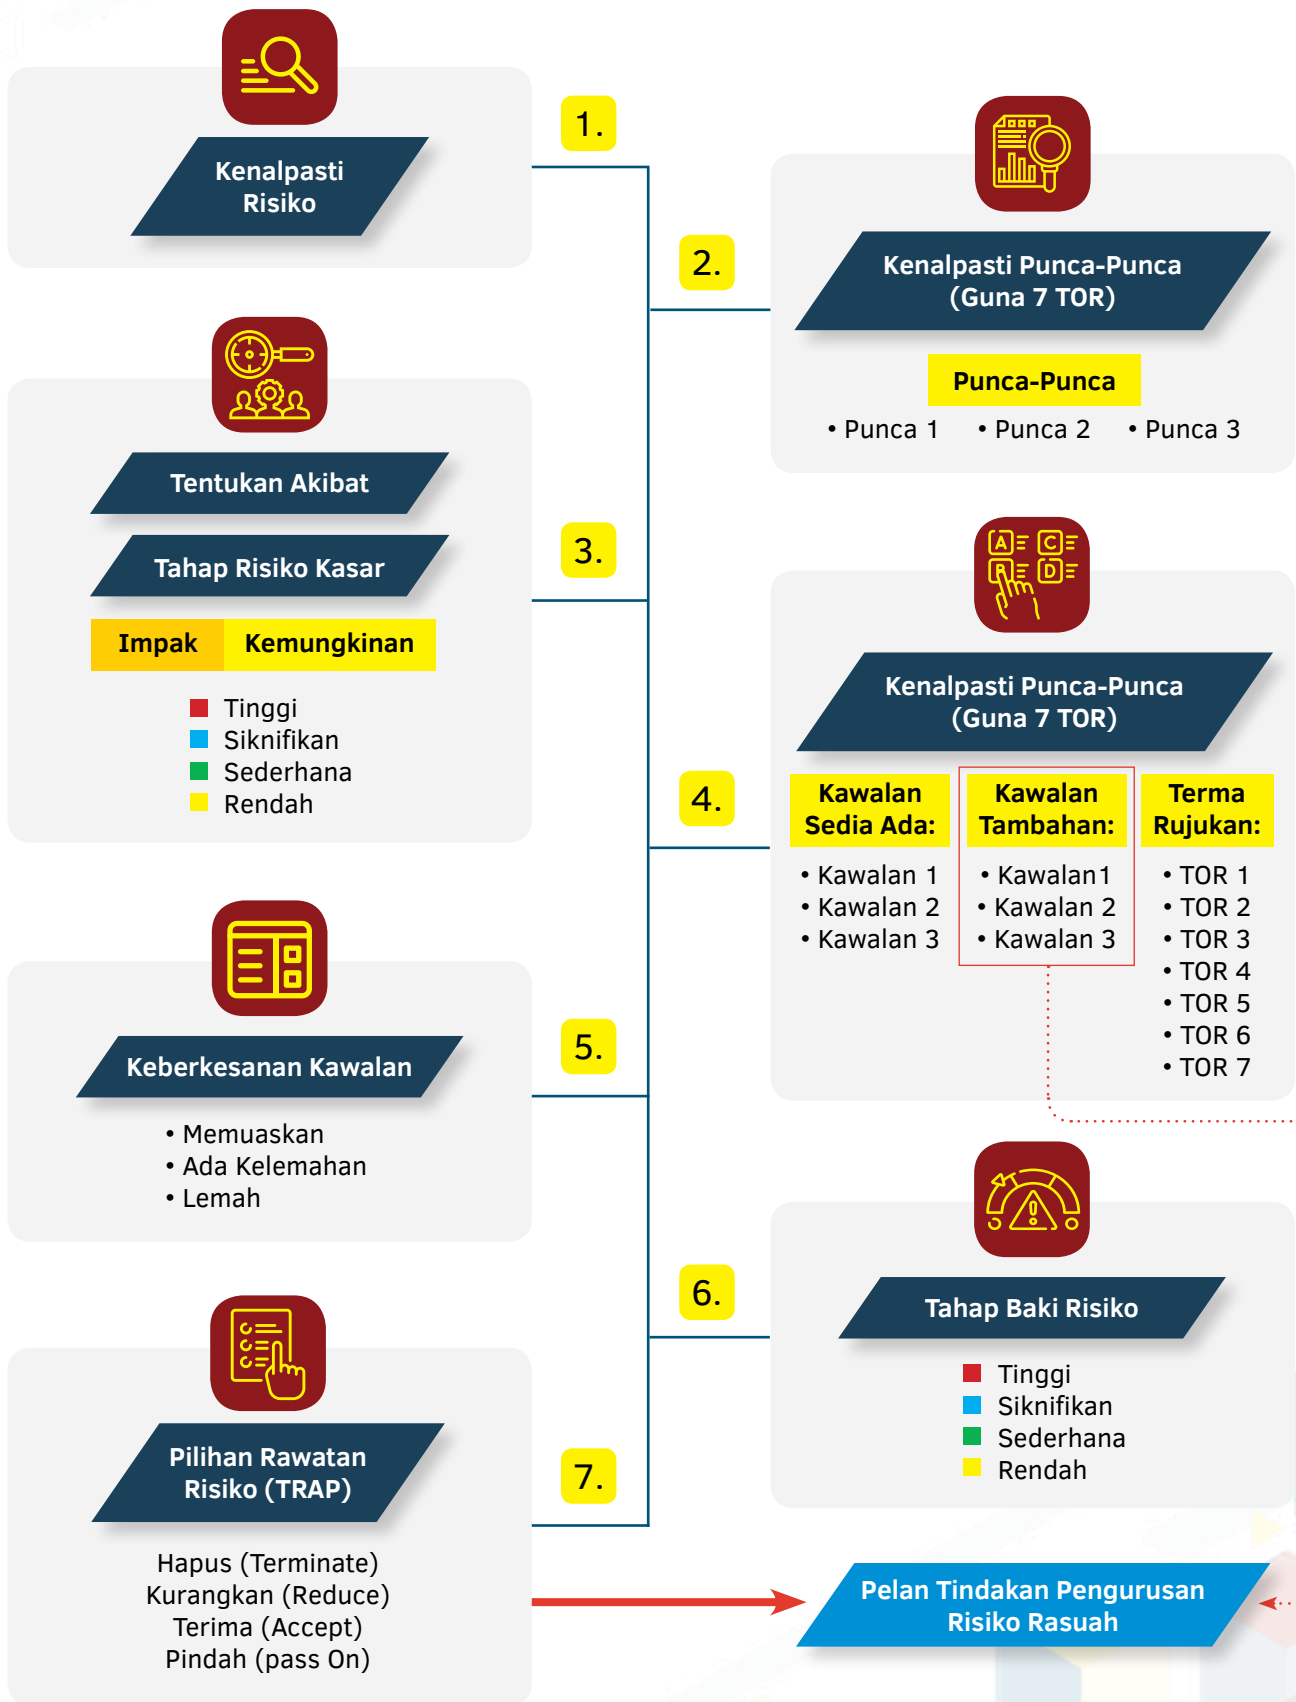 1.
Kenalpasti
Risiko
2.
Kenalpasti Punca-Punca
(Guna 7 TOR)
Punca-Punca
• Punca 1 • Punca 2 • Punca 3
3.
Tentukan Akibat
Tahap Risiko Kasar
Impak Kemungkinan
Tinggi
Siknifikan
Sederhana
Rendah
4.
A C
B D
Kenalpasti Punca-Punca
(Guna 7 TOR)
Kawalan
Sedia Ada:
• Kawalan 1
• Kawalan 2
• Kawalan 3
Kawalan
Tambahan:
• Kawalan1
• Kawalan 2
• Kawalan 3
Terma
Rujukan:
• TOR 1
• TOR 2
• TOR 3
• TOR 4
• TOR 5
• TOR 6
• TOR 7
5.
Keberkesanan Kawalan
• Memuaskan
• Ada Kelemahan
• Lemah
6.
Tahap Baki Risiko
Tinggi
Siknifikan
Sederhana
Rendah
7.
Pilihan Rawatan
Risiko (TRAP)
Hapus (Terminate)
Kurangkan (Reduce)
Terima (Accept)
Pindah (pass On)
Pelan Tindakan Pengurusan
Risiko Rasuah